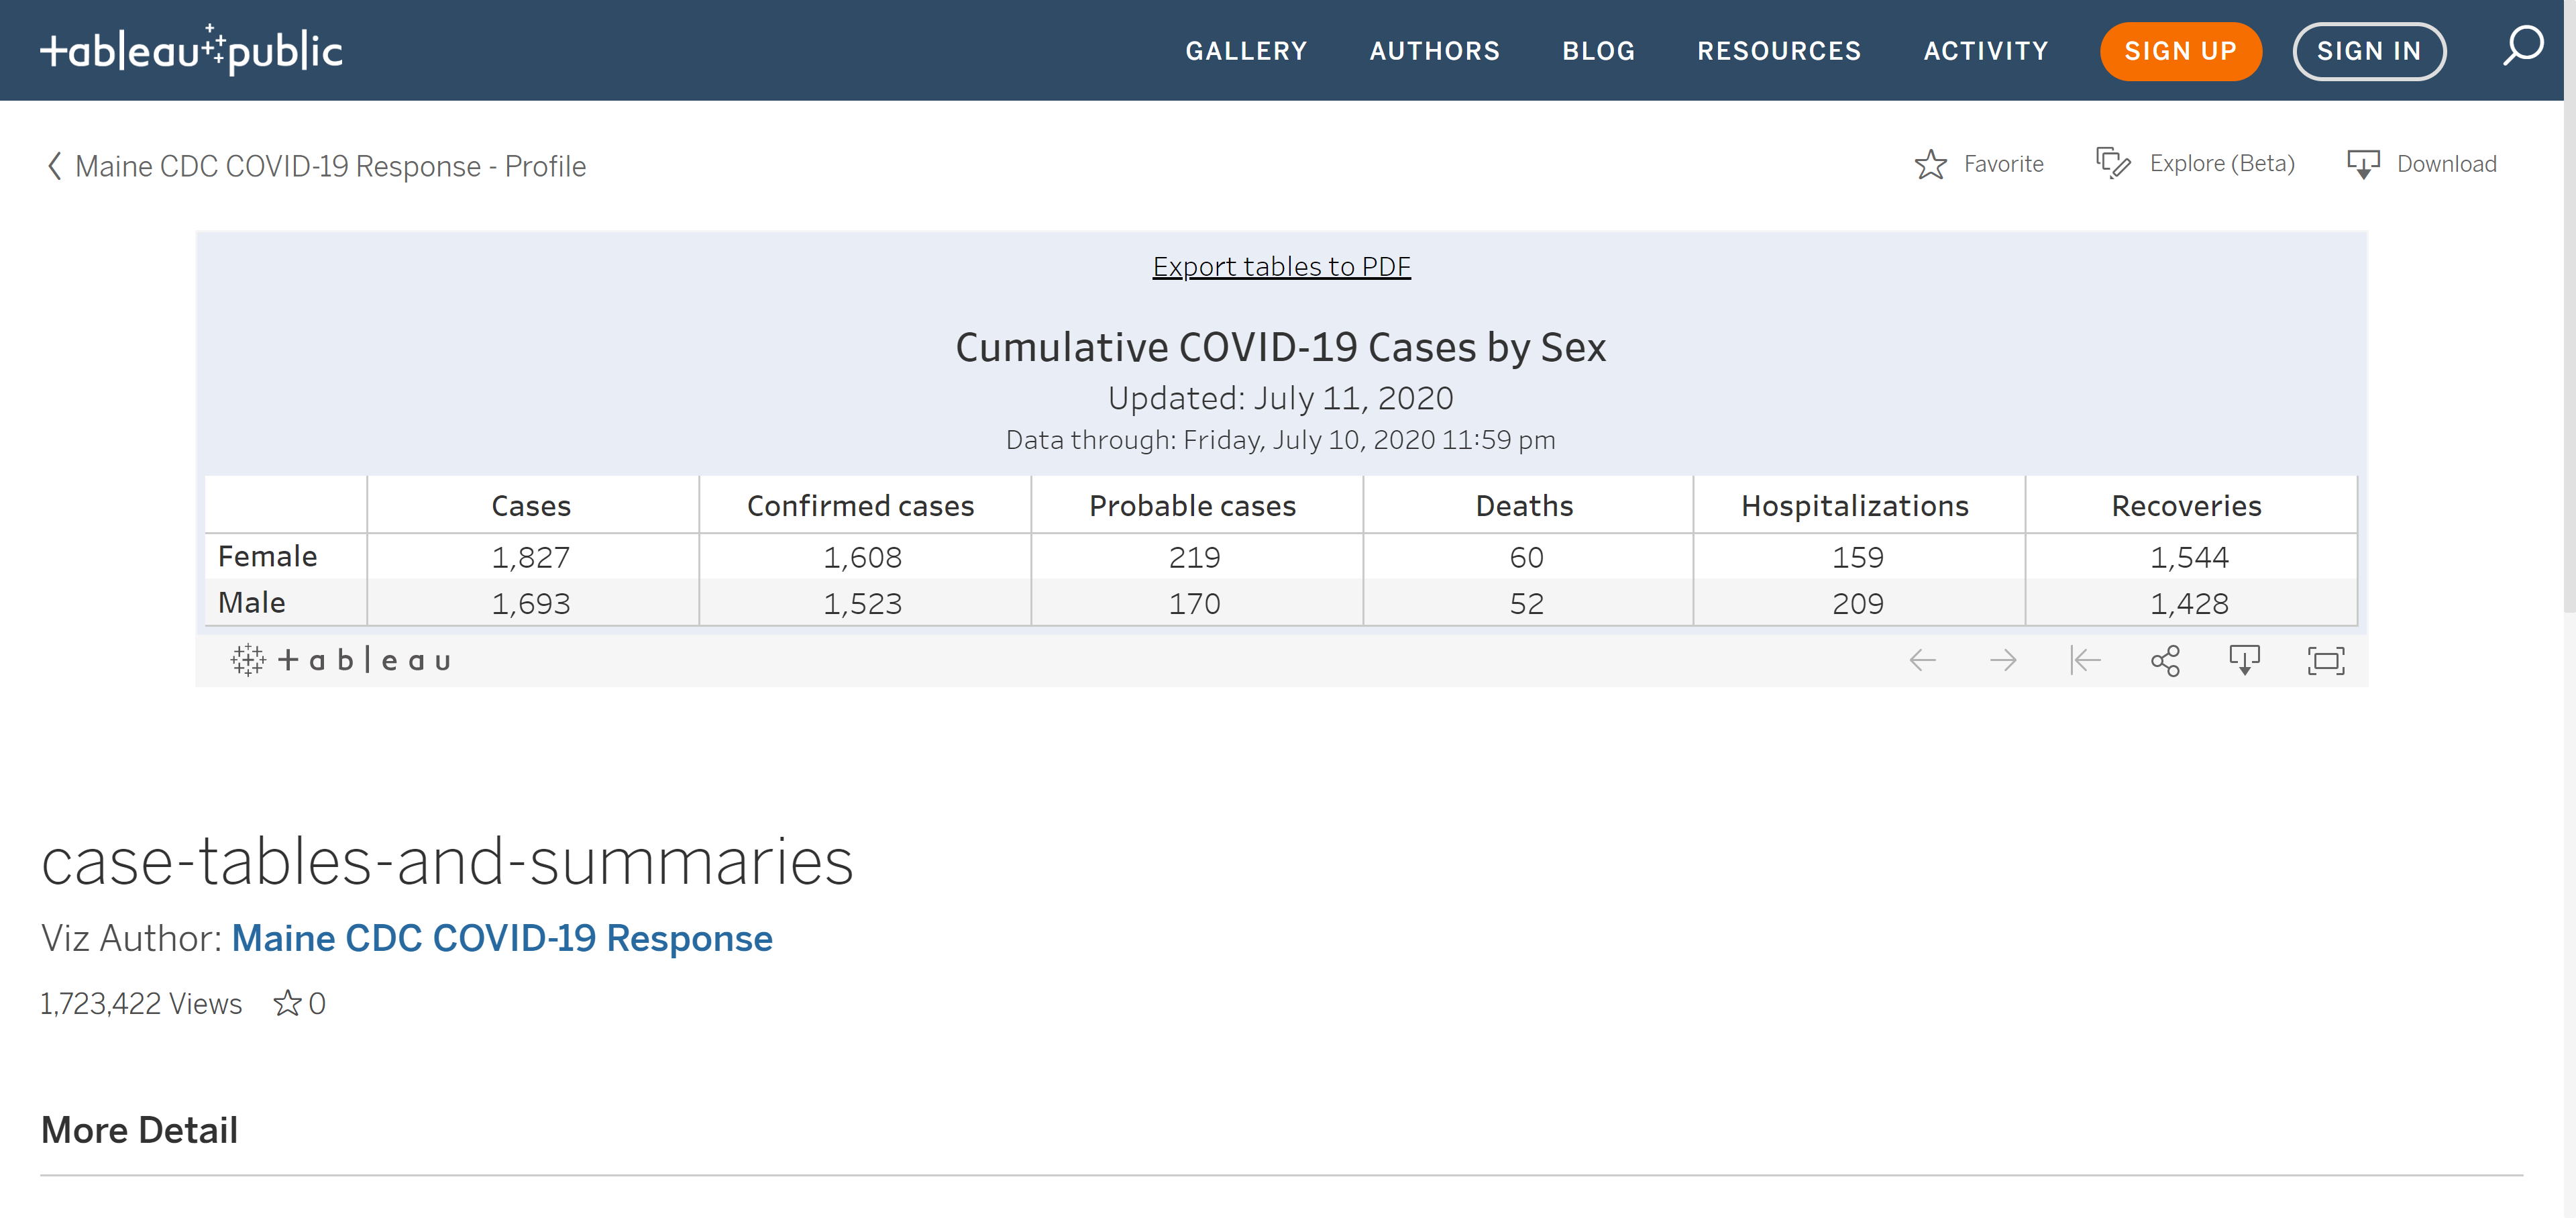 tableau public GALLERY AUTHORS BLOG RESOURCES ACTIVITY SIGN UP SIGN IN
Maine CDC COVID-19 Response - Profile Favorite Explore (Beta) Download
Export tables to PDF
Cumulative COVID-19 Cases by Sex
Updated: July 11, 2020
Data through: Friday, July 10, 2020 11:59 pm
Cases Confirmed cases Probable cases Deaths Hospitalizations Recoveries
Female 1,827 1,608 219 60 159 1,544
Male 1,693 1,523 170 52 209 1,428
tableau
case-tables-and-summaries
Viz Author: Maine CDC COVID-19 Response
1,723,422 Views 0
More Detail